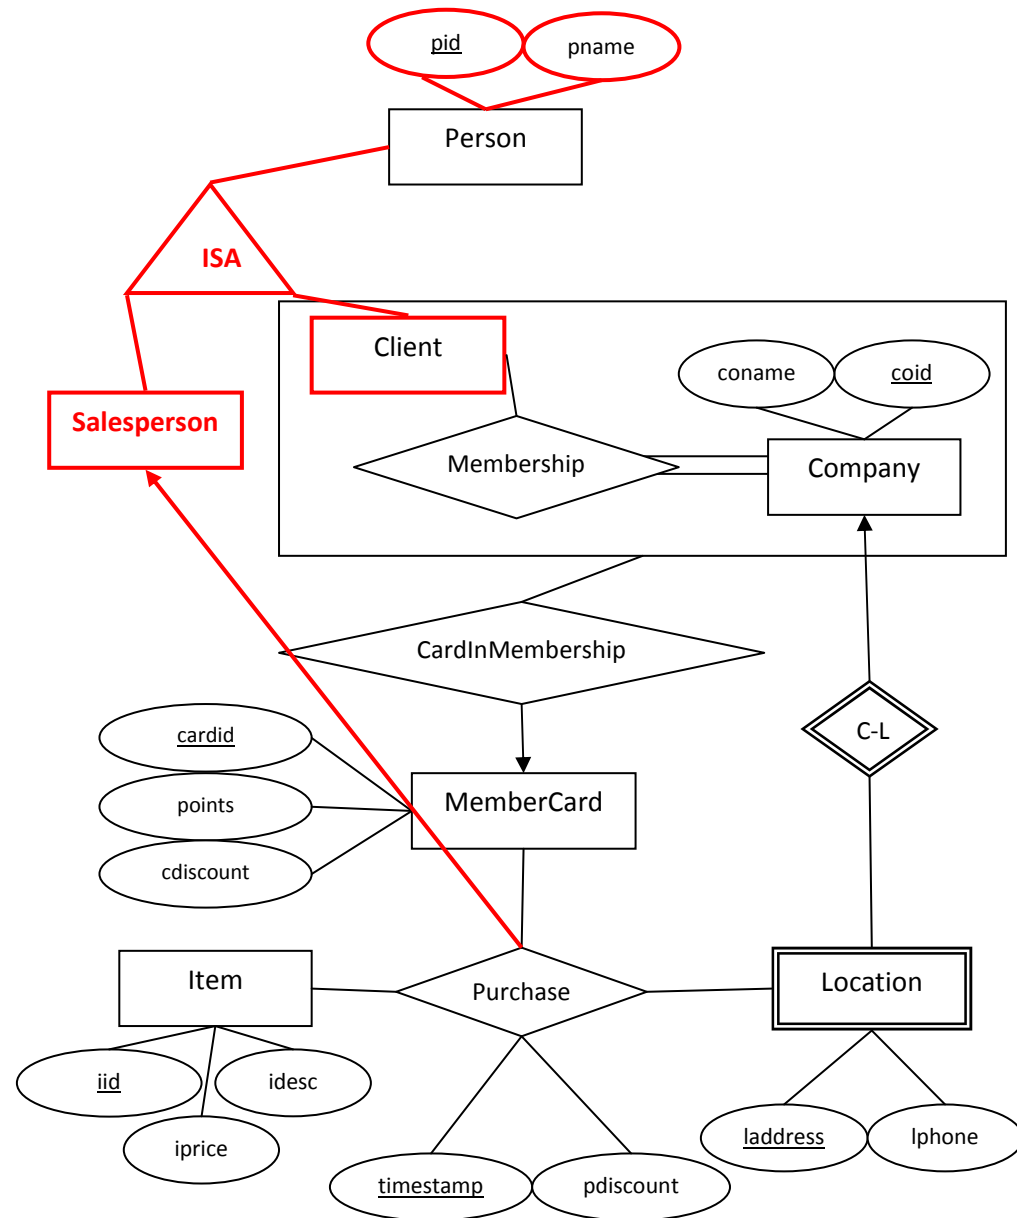 pid
pname
Person
ISA
Client
coname
coid
Salesperson
Membership
Company
CardInMembership
cardid
C-L
points
MemberCard
cdiscount
Item
Purchase
Location
iid
idesc
iprice
laddress
lphone
timestamp
pdiscount